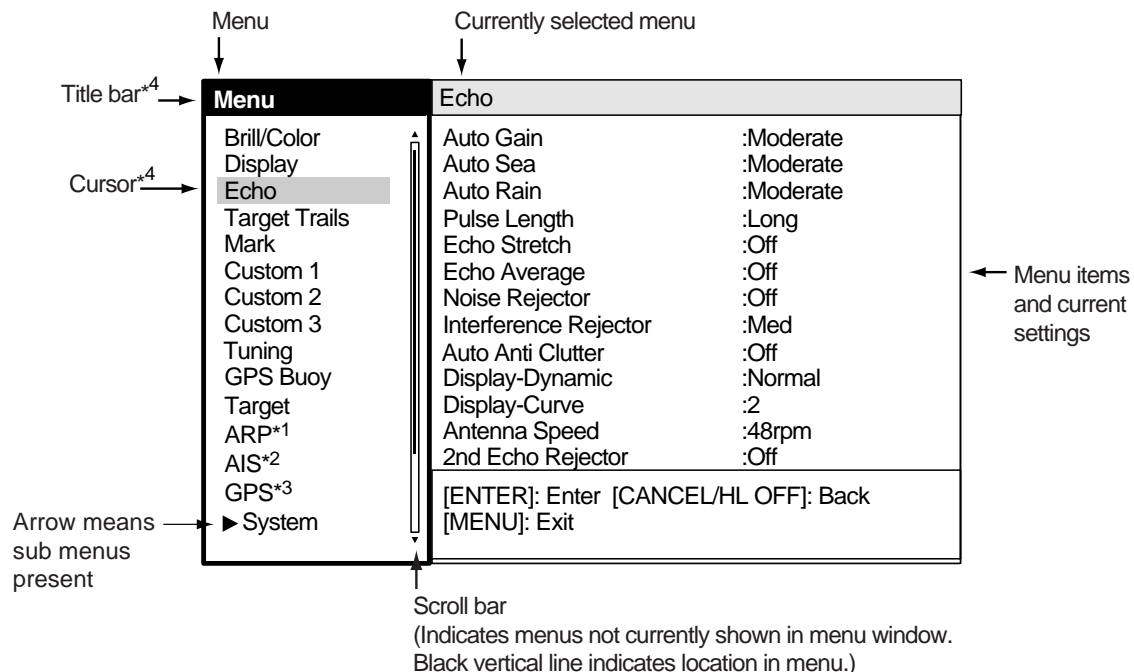 Menu
Currently selected menu
Title bar*4
Menu
Echo
Cursor*4
Brill/Color
Display
Echo
Target Trails
Mark
Custom 1
Custom 2
Custom 3
Tuning
GPS Buoy
Target
ARP*1
AIS*2
GPS*3
▶ System
Auto Gain :Moderate
Auto Sea :Moderate
Auto Rain :Moderate
Pulse Length :Long
Echo Stretch :Off
Echo Average :Off
Noise Rejector :Off
Interference Rejector :Med
Auto Anti Clutter :Off
Display-Dynamic :Normal
Display-Curve :2
Antenna Speed :48rpm
2nd Echo Rejector :Off
[ENTER]: Enter [CANCEL/HL OFF]: Back
[MENU]: Exit
Menu items
and current
settings
Arrow means
sub menus
present
Scroll bar
(Indicates menus not currently shown in menu window.
Black vertical line indicates location in menu.)